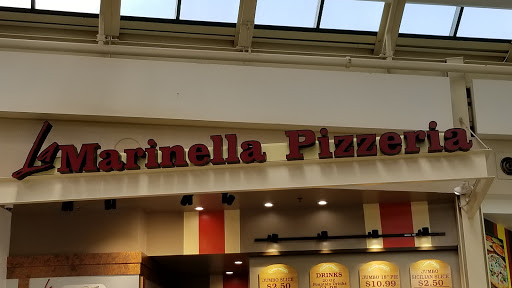 La Marinella Pizzeria
JUMBO SLICE
$2.50
DRINKS
JUMBO 18" PIE
$10.99
JUMBO
SICILIAN SLICE
$2.50